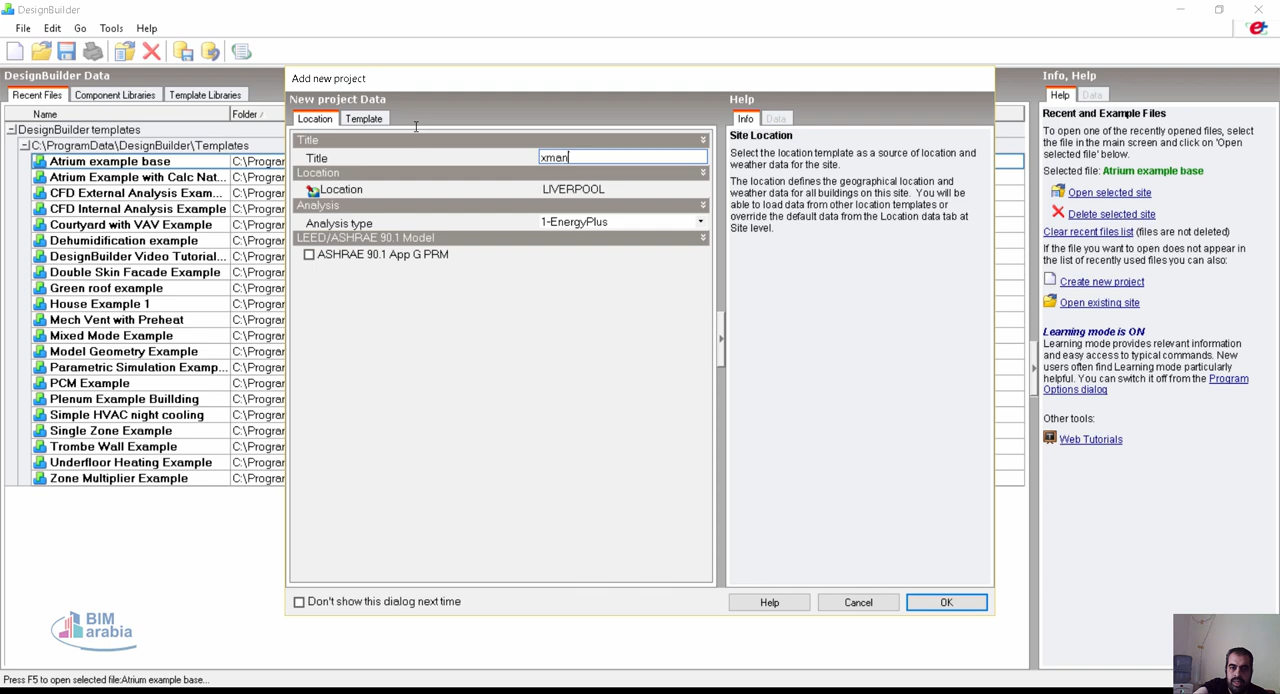 DesignBuilder
File Edit Go Tools Help
DesignBuilder Data
Recent Files Component Libraries Template Libraries
Name Folder
DesignBuilder templates
C:\ProgramData\DesignBuilder\Templates
Atrium example base C:\Prograr
Atrium Example with Calc Nat... C:\Prograr
CFD External Analysis Exam... C:\Prograr
CFD Internal Analysis Example C:\Prograr
Courtyard with VAV Example C:\Prograr
Dehumidification example C:\Prograr
DesignBuilder Video Tutorial... C:\Prograr
Double Skin Facade Example C:\Prograr
Green roof example C:\Prograr
House Example 1 C:\Prograr
Mech Vent with Preheat C:\Prograr
Mixed Mode Example C:\Prograr
Model Geometry Example C:\Prograr
Parametric Simulation Examp... C:\Prograr
PCM Example C:\Prograr
Plenum Example Buillding C:\Prograr
Simple HVAC night cooling C:\Prograr
Single Zone Example C:\Prograr
Trombe Wall Example C:\Prograr
Underfloor Heating Example C:\Prograr
Zone Multiplier Example C:\Prograr
BIM
arabia
Press F5 to open selected file:Atrium example base...
Add new project
New project Data
Location Template
Title
Title xman
Location
Location LIVERPOOL
Analysis
Analysis type 1-EnergyPlus
LEED/ASHRAE 90.1 Model
ASHRAE 90.1 App G PRM
Don't show this dialog next time
Help
Info Data
Site Location
Select the location template as a source of location and
weather data for the site.
The location defines the geographical location and
weather data for all buildings on this site. You will be
able to load data from other location templates or
override the default data from the Location data tab at
Site level.
Help Cancel OK
Info, Help
Help Data
Recent and Example Files
To open one of the recently opened files, select
the file in the main screen and click on 'Open
selected file' below.
Selected file: Atrium example base
Open selected site
Delete selected site
Clear recent files list (files are not deleted)
If the file you want to open does not appear in
the list of recently used files you can also:
Create new project
Open existing site
Learning mode is ON
Learning mode provides relevant information
and easy access to typical commands. New
users often find Learning mode particularly
helpful. You can switch it off from the Program
Options dialog
Other tools:
Web Tutorials